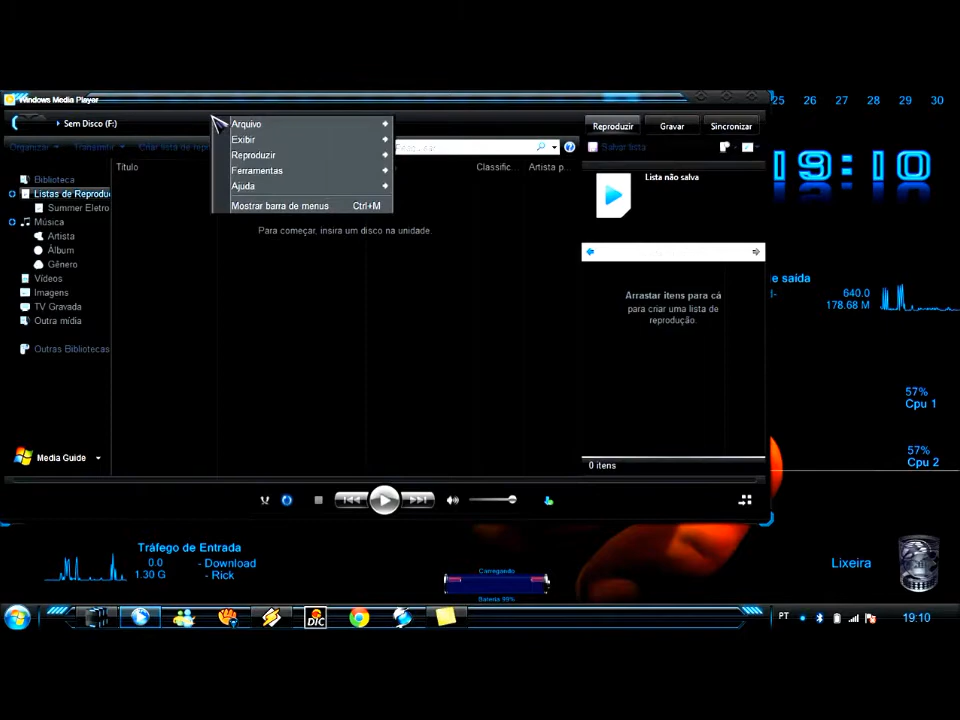 Windows Media Player
25 26 27 28 29 30
Sem Disco (F:)
Arquivo
Exibir
Reproduzir
Ferramentas
Ajuda
Mostrar barra de menus Ctrl+M
Reproduzir Gravar Sincronizar
Organizar
Criar lista de repr
Salvar lista
19:10
Título
Classific...
Artista p...
Lista não salva
Biblioteca
Listas de Reprodu
Summer Eletro
Música
Artista
Álbum
Gênero
Vídeos
Imagens
TV Gravada
Outra mídia
Outras Bibliotecas
Para começar, insira um disco na unidade.
Arrastar itens para cá
para criar uma lista de
reprodução.
e saída
640.0
178.68 M
57%
Cpu 1
57%
Cpu 2
Media Guide
0 itens
Tráfego de Entrada
0.0 - Download
1.30 G - Rick
Carregando
Bateria 99%
Lixeira
DIC
PT
19:10